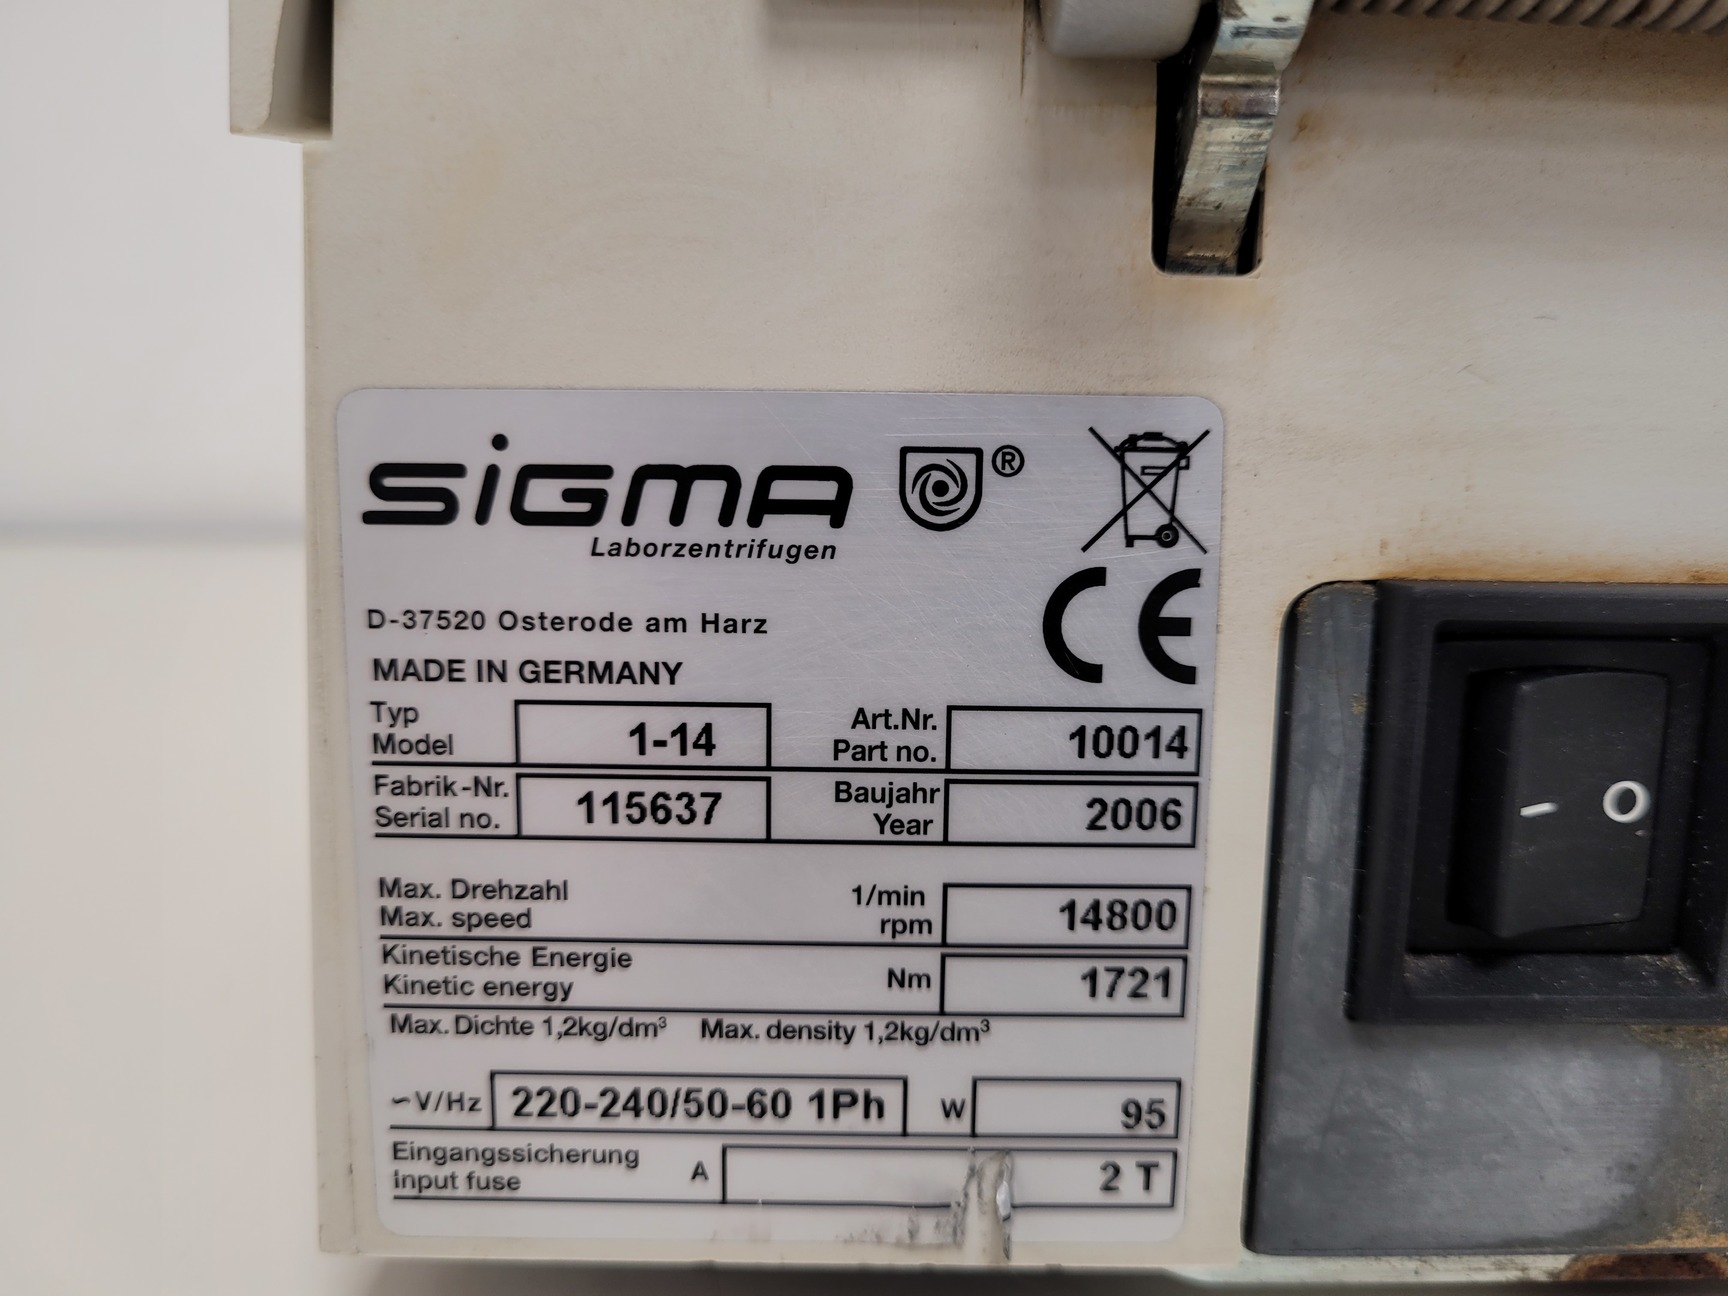 SIGMA ®
Laborzentrifugen
CE
D-37520 Osterode am Harz
MADE IN GERMANY
Typ
Model 1-14 Art.Nr.
Part no. 10014
Fabrik-Nr.
Serial no. 115637 Baujahr
Year 2006
Max. Drehzahl 1/min
Max. speed rpm 14800
Kinetische Energie
Kinetic energy Nm 1721
Max. Dichte 1,2kg/dm³ Max. density 1,2kg/dm³
~V/Hz 220-240/50-60 1Ph W 95
Eingangssicherung
Input fuse A 2 T
- O